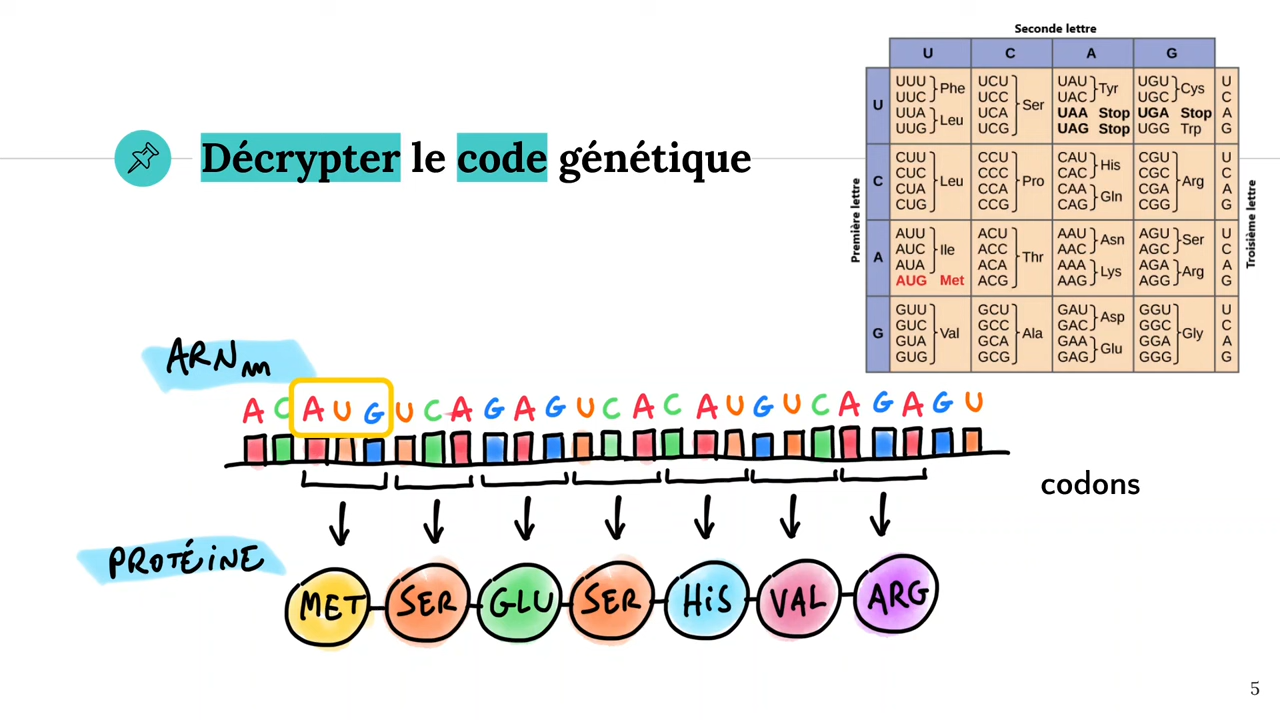 Décrypter le code génétique
Seconde lettre
U C A G
Première lettre
Troisième lettre
U
UUU UUC Phe
UUA UUG Leu
UCU UCC UCA UCG Ser
UAU UAC Tyr
UAA Stop
UAG Stop
UGU UGC Cys
UGA Stop
UGG Trp
U C A G
C
CUU CUC CUA CUG Leu
CCU CCC CCA CCG Pro
CAU CAC His
CAA CAG Gln
CGU CGC CGA CGG Arg
U C A G
A
AUU AUC AUA Ile
AUG Met
ACU ACC ACA ACG Thr
AAU AAC Asn
AAA AAG Lys
AGU AGC Ser
AGA AGG Arg
U C A G
G
GUU GUC GUA GUG Val
GCU GCC GCA GCG Ala
GAU GAC Asp
GAA GAG Glu
GGU GGC GGA GGG Gly
U C A G
ARNm
A C A U G U C A G A G U C A C A U G U C A G A G U
codons
PROTÉiNE
MET SER GLU SER HiS VAL ARG
5